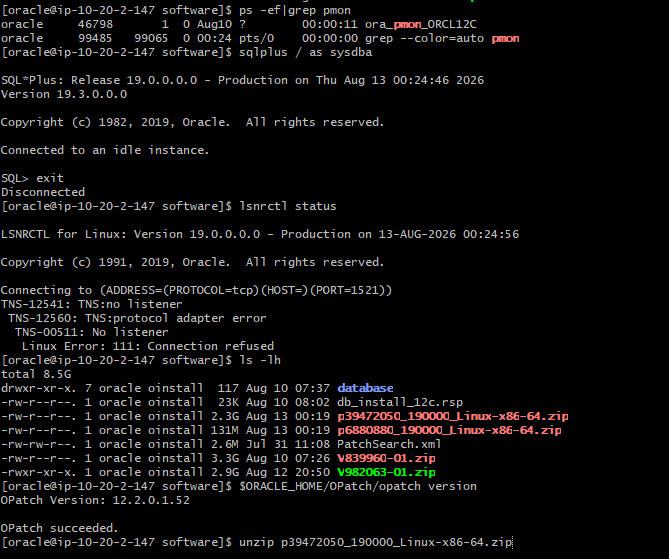 [oracle@ip-10-20-2-147 software]$ ps -ef|grep pmon
oracle     46798       1  0 Aug10 ?        00:00:11 ora_pmon_ORCL12C
oracle     99485   99065  0 00:24 pts/0    00:00:00 grep --color=auto pmon
[oracle@ip-10-20-2-147 software]$ sqlplus / as sysdba
SQL*Plus: Release 19.0.0.0.0 - Production on Thu Aug 13 00:24:46 2026
Version 19.3.0.0.0
Copyright (c) 1982, 2019, Oracle.  All rights reserved.
Connected to an idle instance.
SQL> exit
Disconnected
[oracle@ip-10-20-2-147 software]$ lsnrctl status
LSNRCTL for Linux: Version 19.0.0.0.0 - Production on 13-AUG-2026 00:24:56
Copyright (c) 1991, 2019, Oracle.  All rights reserved.
Connecting to (ADDRESS=(PROTOCOL=tcp)(HOST=)(PORT=1521))
TNS-12541: TNS:no listener
 TNS-12560: TNS:protocol adapter error
  TNS-00511: No listener
   Linux Error: 111: Connection refused
[oracle@ip-10-20-2-147 software]$ ls -lh
total 8.5G
drwxr-xr-x. 7 oracle oinstall  117 Aug 10 07:37 database
-rw-r--r--. 1 oracle oinstall  23K Aug 10 08:02 db_install_12c.rsp
-rw-r--r--. 1 oracle oinstall 2.3G Aug 13 00:19 p39472050_190000_Linux-x86-64.zip
-rw-r--r--. 1 oracle oinstall 131M Aug 13 00:19 p6880880_190000_Linux-x86-64.zip
-rw-rw-r--. 1 oracle oinstall 2.6M Jul 31 11:08 PatchSearch.xml
-rw-r--r--. 1 oracle oinstall 3.3G Aug 10 07:26 V839960-01.zip
-rwxr-xr-x. 1 oracle oinstall 2.9G Aug 12 20:50 V982063-01.zip
[oracle@ip-10-20-2-147 software]$ $ORACLE_HOME/OPatch/opatch version
OPatch Version: 12.2.0.1.52
OPatch succeeded.
[oracle@ip-10-20-2-147 software]$ unzip p39472050_190000_Linux-x86-64.zip